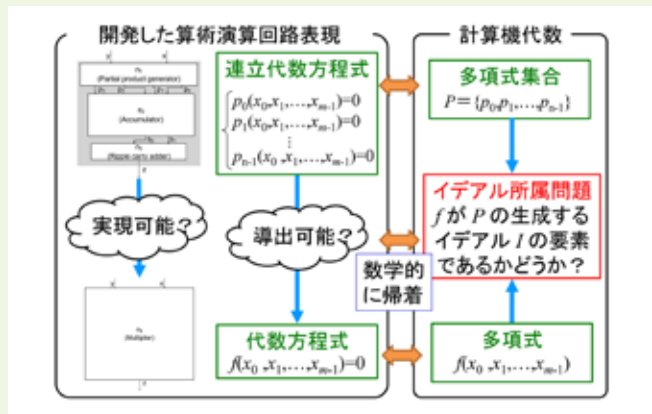 開発した算術演算回路表現
計算機代数
(Partial product generator)
(Accumulator)
(Ripple carry adder)
実現可能?
(Multiplier)
連立代数方程式
p0(x0,x1,…,xm-1)=0
p1(x0,x1,…,xm-1)=0
⋮
pn-1(x0,x1,…,xm-1)=0
導出可能?
代数方程式
f(x0,x1,…,xm-1)=0
数学的
に帰着
多項式集合
P={p0,p1,…,pn-1}
イデアル所属問題
f が P の生成する
イデアル I の要素
であるかどうか?
多項式
f(x0,x1,…,xm-1)